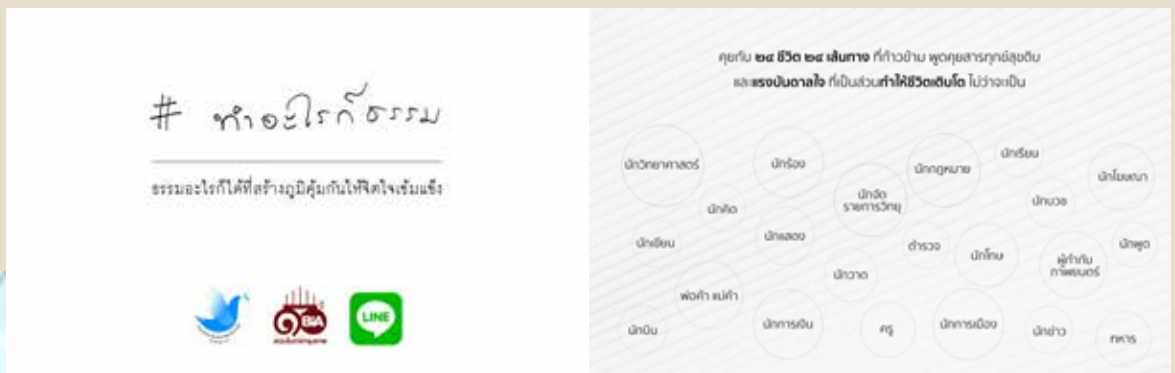 # ทำอะไรก็ธรรม
ธรรมอะไรก็ได้ที่สร้างภูมิคุ้มกันให้จิตใจเข้มแข็ง
BIA
LINE
คุยกับ ๒๔ ชีวิต ๒๔ เส้นทาง ที่ก้าวข้าม พูดคุยสารทุกข์สุขดิบ
และแรงบันดาลใจ ที่เป็นส่วนทำให้ชีวิตเติบโต ไม่ว่าจะเป็น
นักวิทยาศาสตร์
นักร้อง
นักกฎหมาย
นักเรียน
นักโฆษณา
นักคิด
นักจัด
รายการวิทยุ
นักบวช
นักเขียน
นักแสดง
ตำรวจ
นักโทษ
ผู้กำกับ
ภาพยนตร์
นักพูด
นักวาด
พ่อค้า แม่ค้า
นักบิน
นักการเงิน
ครู
นักการเมือง
นักข่าว
ทหาร